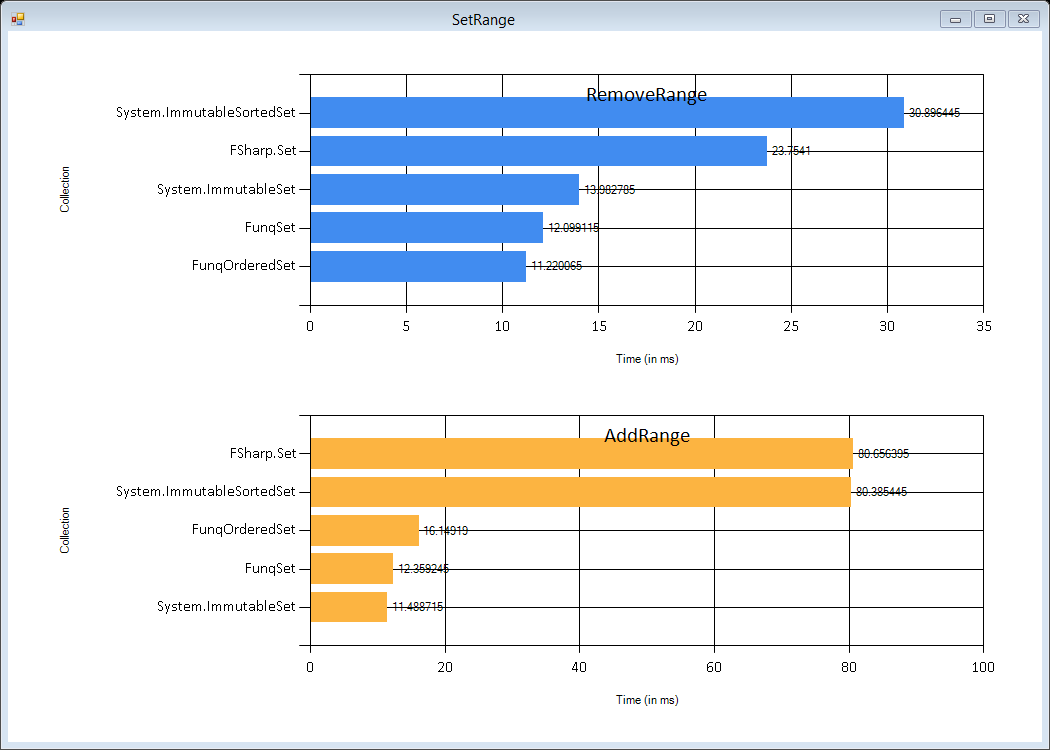 SetRange
RemoveRange
System.ImmutableSortedSet 30.896445
FSharp.Set 23.7541
System.ImmutableSet 13.982785
FunqSet 12.099115
FunqOrderedSet 11.220065
Collection
0 5 10 15 20 25 30 35
Time (in ms)
AddRange
FSharp.Set 80.656395
System.ImmutableSortedSet 80.385445
FunqOrderedSet 16.14919
FunqSet 12.359245
System.ImmutableSet 11.488715
Collection
0 20 40 60 80 100
Time (in ms)